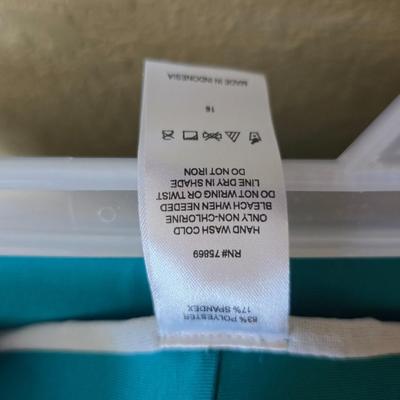 83% POLYESTER
17% SPANDEX
RN# 75869
HAND WASH COLD
ONLY NON-CHLORINE
BLEACH WHEN NEEDED
DO NOT WRING OR TWIST
LINE DRY IN SHADE
DO NOT IRON
16
MADE IN INDONESIA